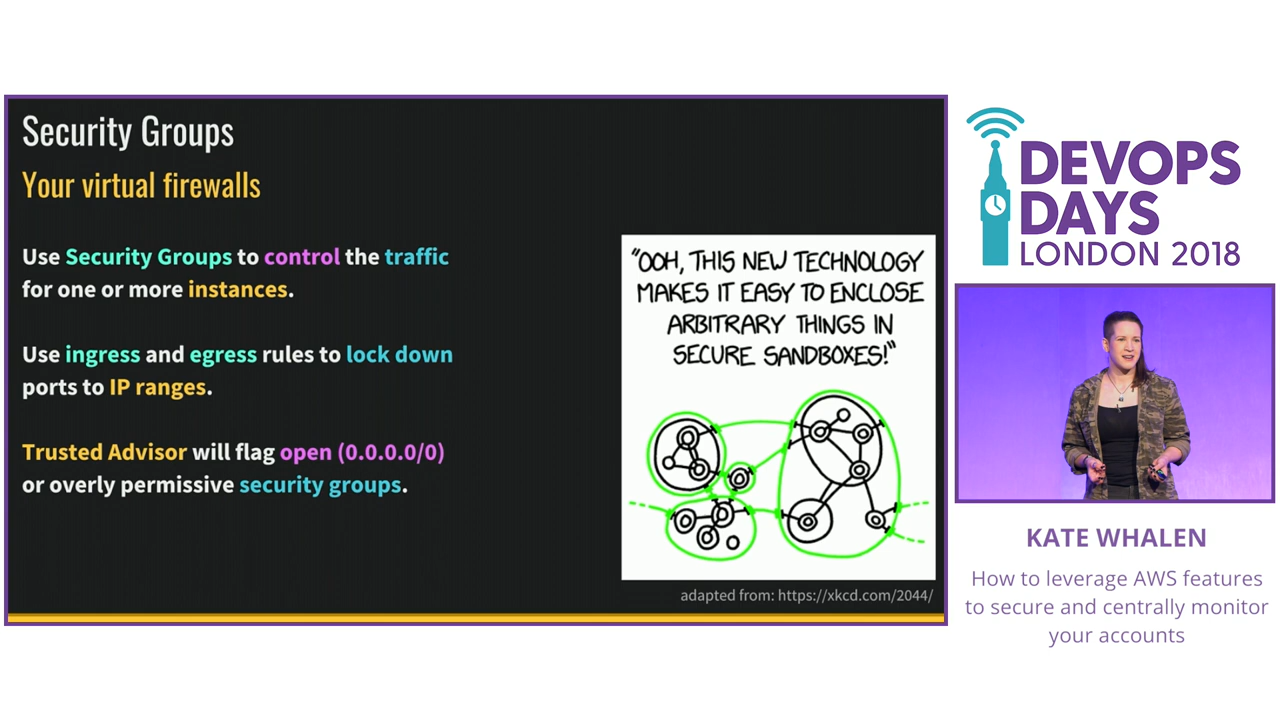 Security Groups
Your virtual firewalls
Use Security Groups to control the traffic
for one or more instances.
Use ingress and egress rules to lock down
ports to IP ranges.
Trusted Advisor will flag open (0.0.0.0/0)
or overly permissive security groups.
"OOH, THIS NEW TECHNOLOGY
MAKES IT EASY TO ENCLOSE
ARBITRARY THINGS IN
SECURE SANDBOXES!"
adapted from: https://xkcd.com/2044/
DEVOPS
DAYS
LONDON 2018
KATE WHALEN
How to leverage AWS features
to secure and centrally monitor
your accounts